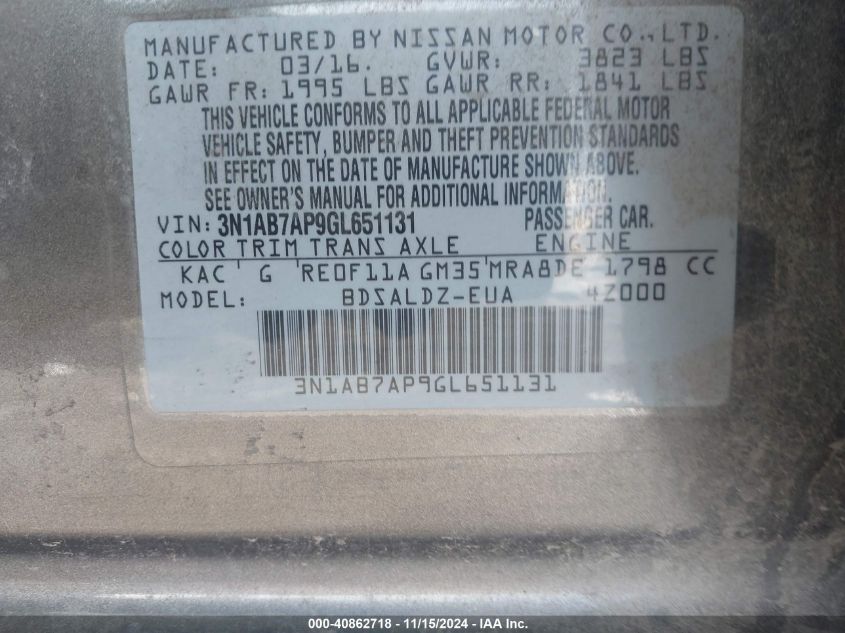 MANUFACTURED BY NISSAN MOTOR CO., LTD.
DATE: 03/16. GVWR: 3823 LBS
GAWR FR: 1995 LBS GAWR RR: 1841 LBS
THIS VEHICLE CONFORMS TO ALL APPLICABLE FEDERAL MOTOR
VEHICLE SAFETY, BUMPER AND THEFT PREVENTION STANDARDS
IN EFFECT ON THE DATE OF MANUFACTURE SHOWN ABOVE.
SEE OWNER'S MANUAL FOR ADDITIONAL INFORMATION.
VIN: 3N1AB7AP9GL651131 PASSENGER CAR.
COLOR TRIM TRANS AXLE ENGINE
KAC G RE0F11A GM35 MRA8DE 1798 CC
MODEL: BDSALDZ-EUA 4Z000
3N1AB7AP9GL651131
000-40862718 - 11/15/2024 - IAA Inc.